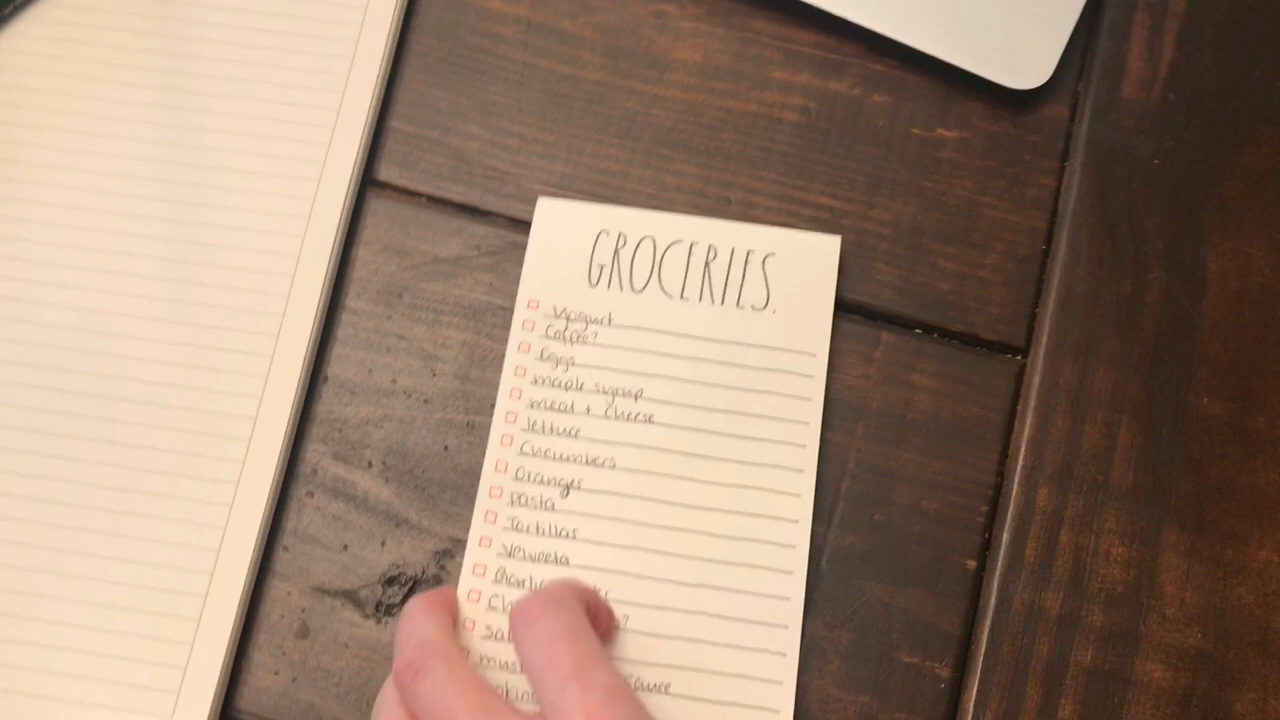 GROCERIES.
Yogurt
Coffee?
Eggs
maple syrup
meat + cheese
lettuce
Cucumbers
Oranges
pasta
Tortillas
Velveeta